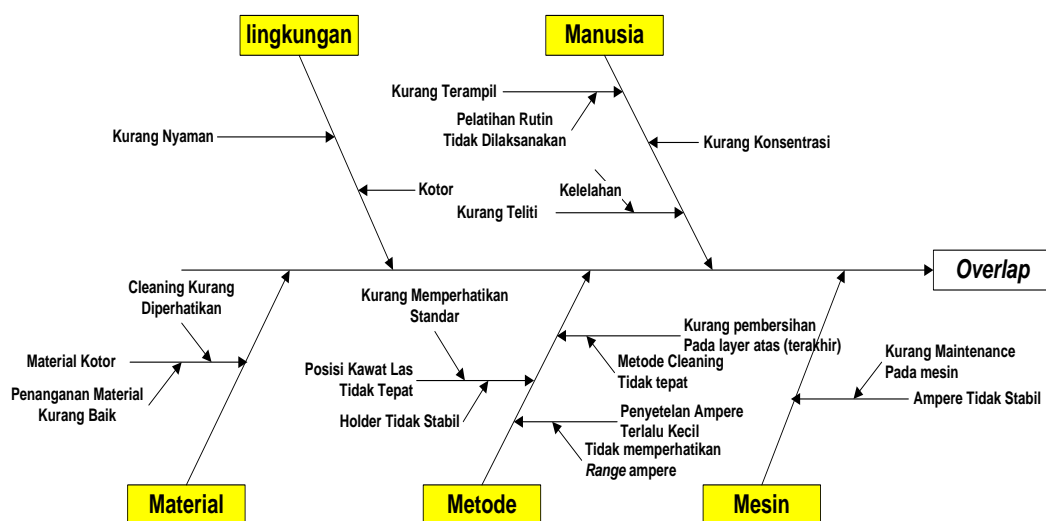 lingkungan
Manusia
Kurang Terampil
Pelatihan Rutin
Tidak Dilaksanakan
Kurang Nyaman
Kurang Konsentrasi
Kotor
Kelelahan
Kurang Teliti
Overlap
Cleaning Kurang
Diperhatikan
Kurang Memperhatikan
Standar
Kurang pembersihan
Pada layer atas (terakhir)
Material Kotor
Penanganan Material
Kurang Baik
Posisi Kawat Las
Tidak Tepat
Holder Tidak Stabil
Metode Cleaning
Tidak tepat
Kurang Maintenance
Pada mesin
Ampere Tidak Stabil
Penyetelan Ampere
Terlalu Kecil
Tidak memperhatikan
Range ampere
Material
Metode
Mesin